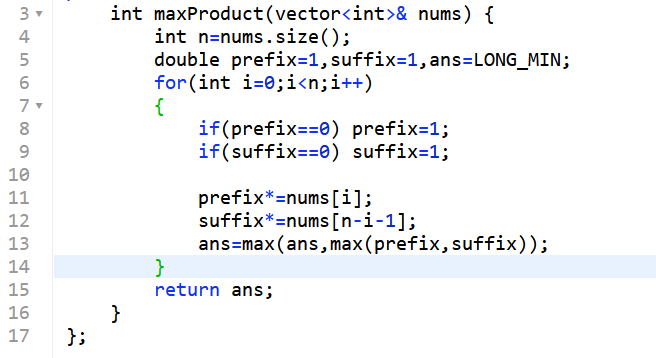 3    int maxProduct(vector<int>& nums) {
4        int n=nums.size();
5        double prefix=1,suffix=1,ans=LONG_MIN;
6        for(int i=0;i<n;i++)
7        {
8            if(prefix==0) prefix=1;
9            if(suffix==0) suffix=1;
10
11            prefix*=nums[i];
12            suffix*=nums[n-i-1];
13            ans=max(ans,max(prefix,suffix));
14        }
15        return ans;
16    }
17 };